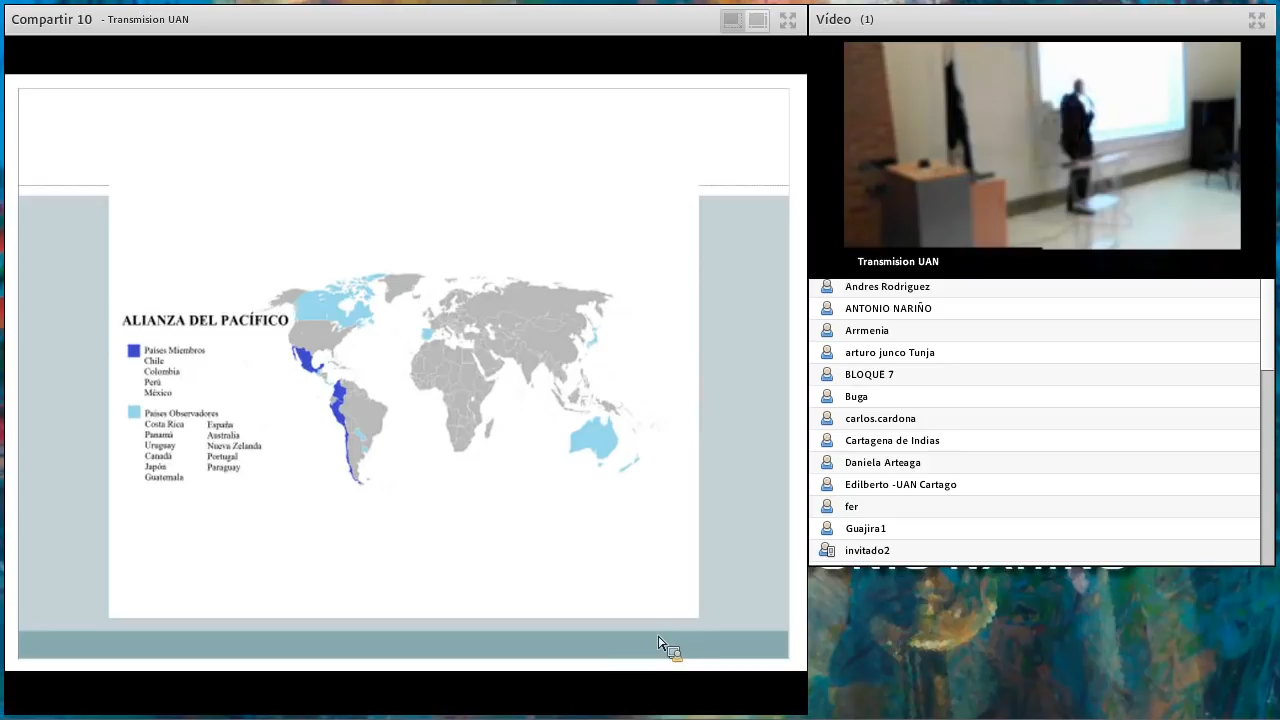 Compartir 10 - Transmision UAN
ALIANZA DEL PACÍFICO
Países Miembros
Chile
Colombia
Perú
México
Países Observadores
Costa Rica España
Panamá Australia
Uruguay Nueva Zelanda
Canadá Portugal
Japón Paraguay
Guatemala
Vídeo (1)
Transmision UAN
Andres Rodriguez
ANTONIO NARIÑO
Arrmenia
arturo junco Tunja
BLOQUE 7
Buga
carlos.cardona
Cartagena de Indias
Daniela Arteaga
Edilberto -UAN Cartago
fer
Guajira1
invitado2